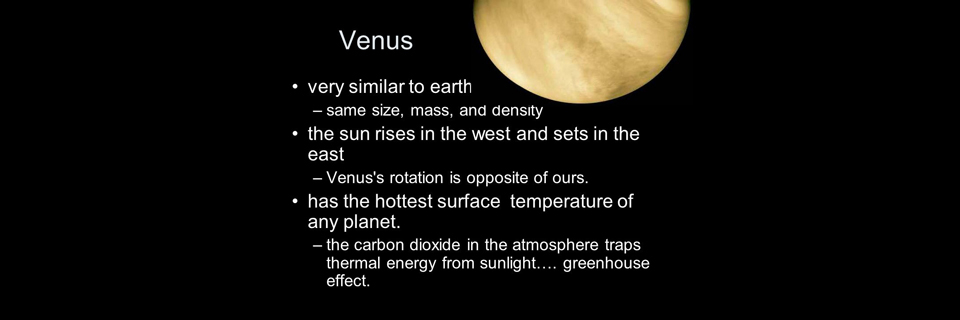 Venus
• very similar to earth
– same size, mass, and density
• the sun rises in the west and sets in the
east
– Venus's rotation is opposite of ours.
• has the hottest surface temperature of
any planet.
– the carbon dioxide in the atmosphere traps
thermal energy from sunlight…. greenhouse
effect.